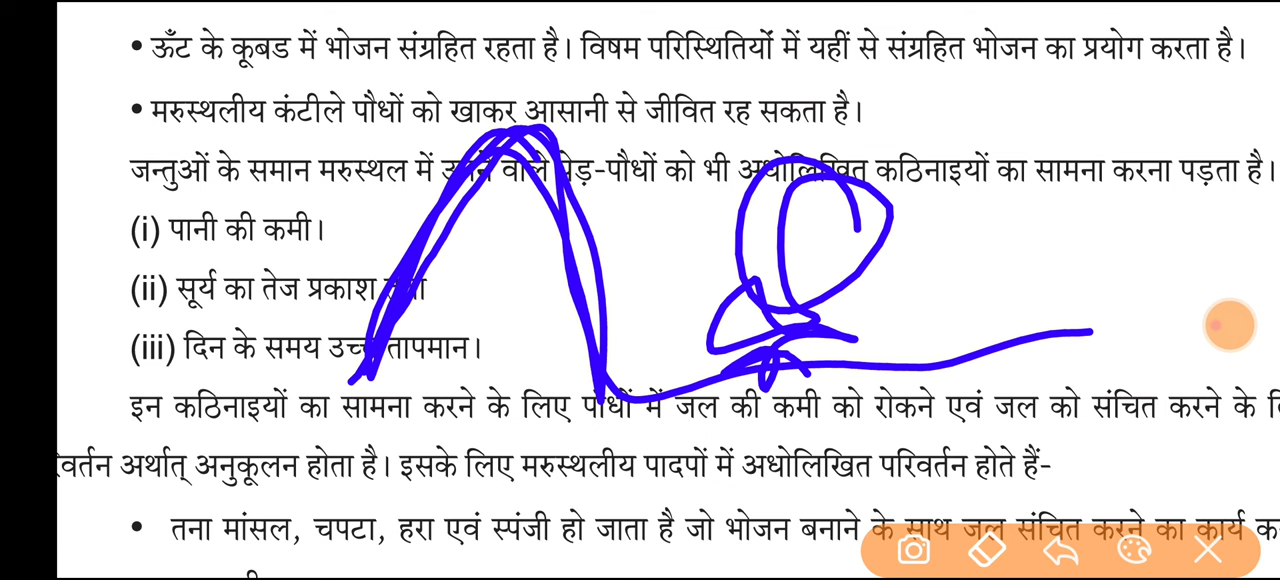 • ऊँट के कूबड में भोजन संग्रहित रहता है। विषम परिस्थितियों में यहीं से संग्रहित भोजन का प्रयोग करता है।
• मरुस्थलीय कंटीले पौधों को खाकर आसानी से जीवित रह सकता है।
जन्तुओं के समान मरुस्थल में उगने वाले पेड़-पौधों को भी अधोलिखित कठिनाइयों का सामना करना पड़ता है।
(i) पानी की कमी।
(ii) सूर्य का तेज प्रकाश तथा
(iii) दिन के समय उच्च तापमान।
इन कठिनाइयों का सामना करने के लिए पौधों में जल की कमी को रोकने एवं जल को संचित करने के
अर्थात् अनुकूलन होता है। इसके लिए मरुस्थलीय पादपों में अधोलिखित परिवर्तन होते हैं-
• तना मांसल, चपटा, हरा एवं स्पंजी हो जाता है जो भोजन बनाने के साथ जल संचित करने का कार्य